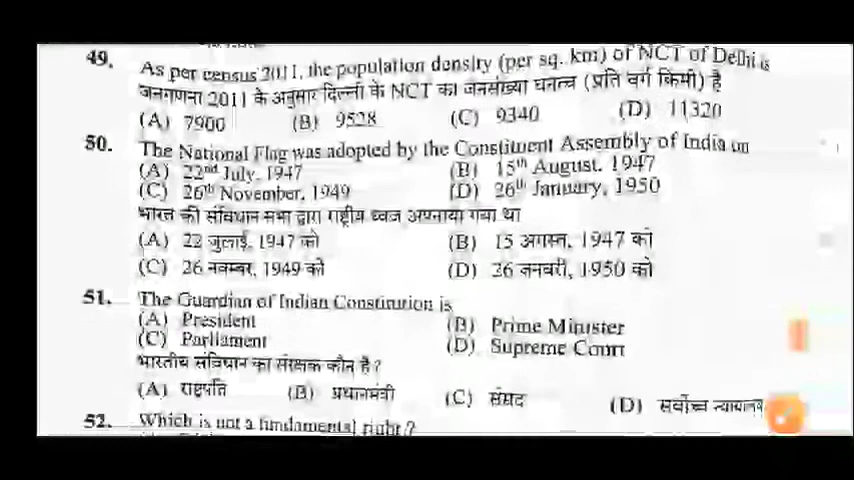 49. As per census 2011, the population density (per sq. km) of NCT of Delhi is
जनगणना 2011 के अनुसार दिल्ली के NCT का जनसंख्या घनत्व (प्रति वर्ग किमी) है
(A) 7900 (B) 9528 (C) 9340 (D) 11320
50. The National Flag was adopted by the Constituent Assembly of India on
(A) 22nd July, 1947 (B) 15th August, 1947
(C) 26th November, 1949 (D) 26th January, 1950
भारत की संविधान सभा द्वारा राष्ट्रीय ध्वज अपनाया गया था
(A) 22 जुलाई, 1947 को (B) 15 अगस्त, 1947 को
(C) 26 नवम्बर, 1949 को (D) 26 जनवरी, 1950 को
51. The Guardian of Indian Constitution is
(A) President (B) Prime Minister
(C) Parliament (D) Supreme Court
भारतीय संविधान का संरक्षक कौन है ?
(A) राष्ट्रपति (B) प्रधानमंत्री (C) संसद (D) सर्वोच्च न्यायालय
52. Which is not a fundamental right ?